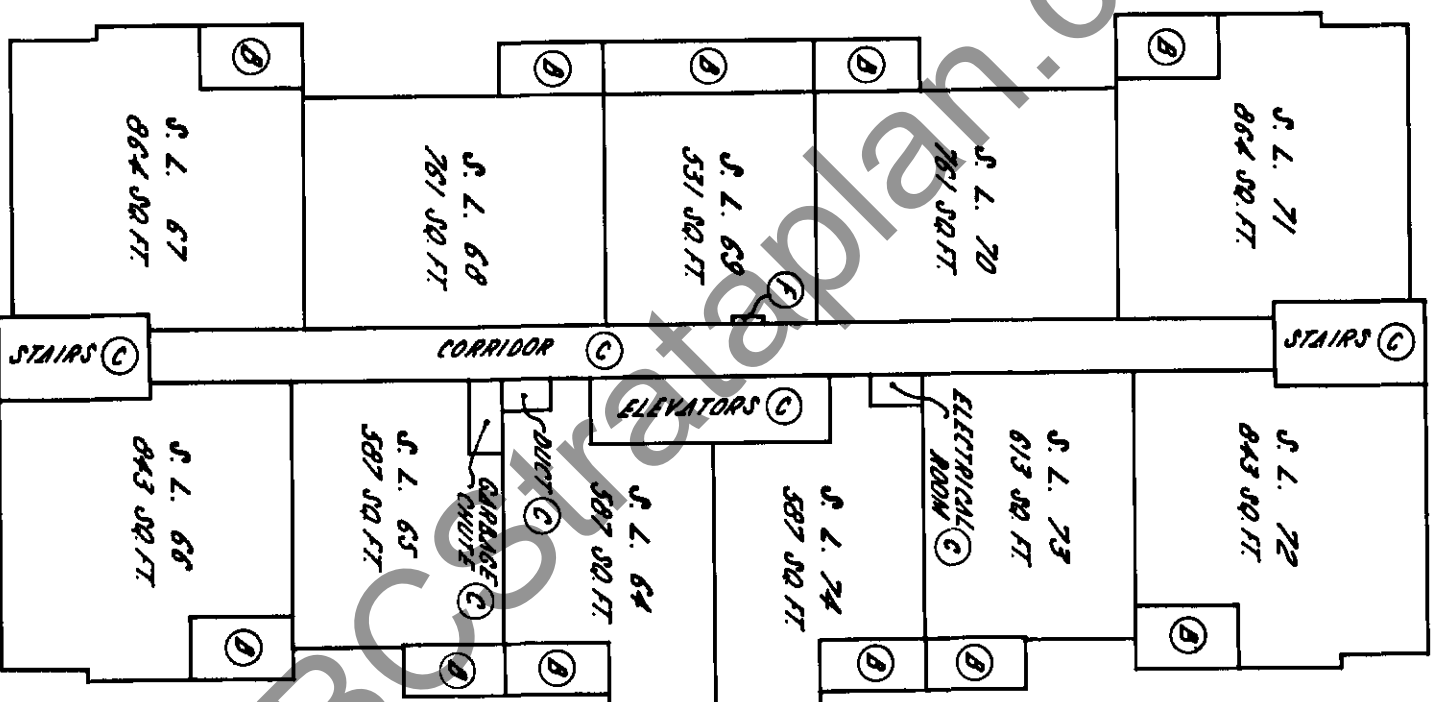 B
B
B
B
B
S. L. 67
864 SQ. FT.
S. L. 68
761 SQ. FT.
S. L. 69
531 SQ. FT.
S. L. 70
761 SQ. FT.
S. L. 71
864 SQ. FT.
F
STAIRS C
CORRIDOR C
STAIRS C
ELEVATORS C
S. L. 66
843 SQ. FT.
S. L. 65
587 SQ. FT.
GARBAGE
CHUTE C
DUCT C
S. L. 64
587 SQ. FT.
S. L. 74
587 SQ. FT.
ELECTRICAL
ROOM C
S. L. 73
613 SQ. FT.
S. L. 72
843 SQ. FT.
B
B
B
B
B
B
BCStrataplan.c